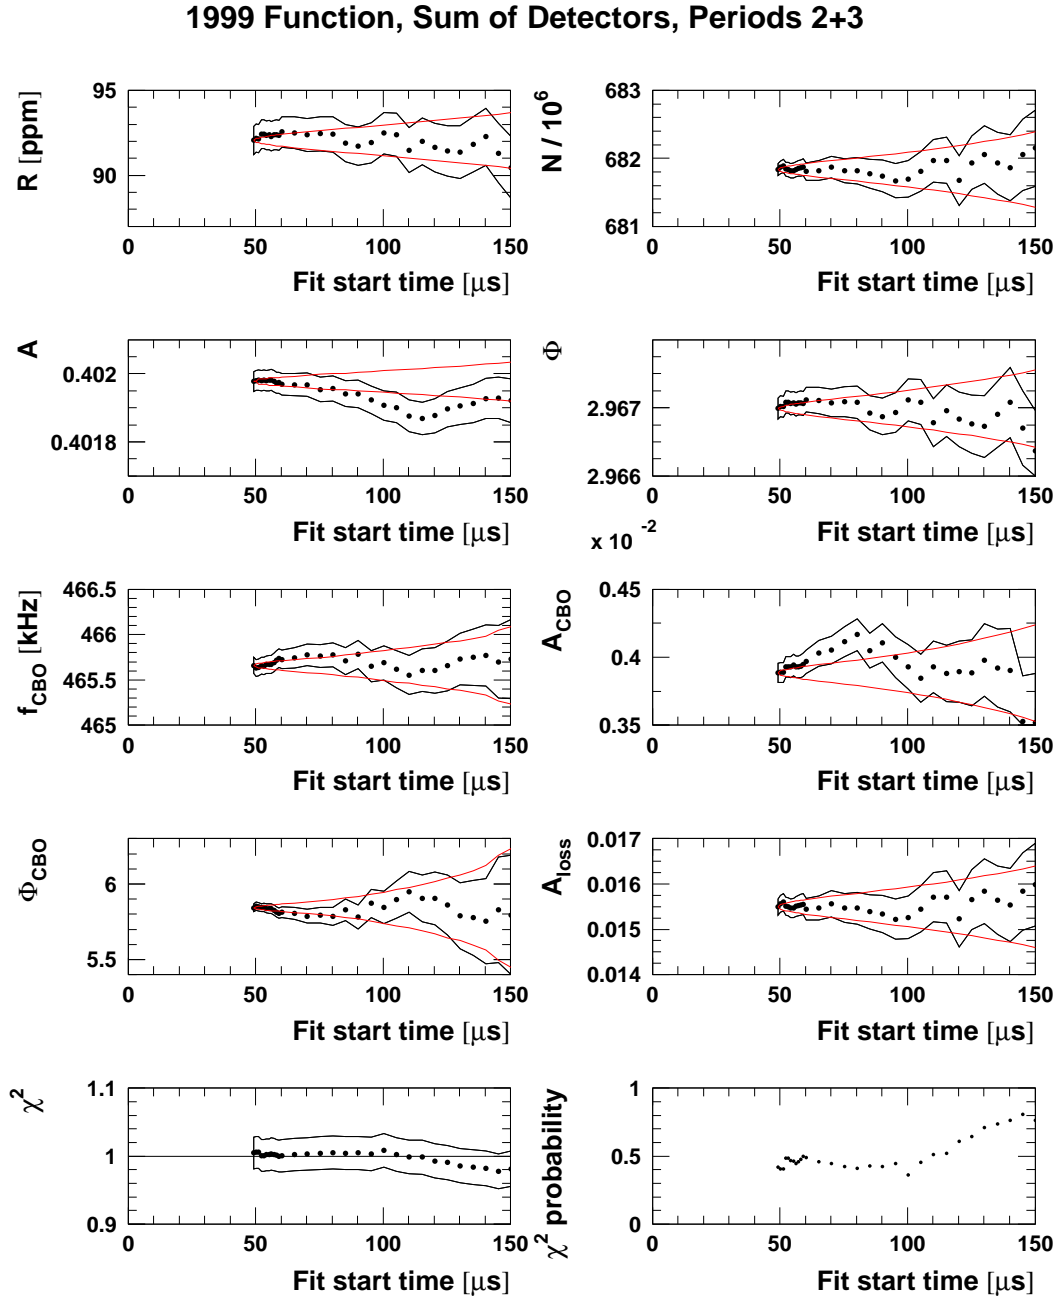 1999 Function, Sum of Detectors, Periods 2+3
R [ppm]
95
90
0 50 100 150
Fit start time [μs]
N / 10^6
683
682
681
0 50 100 150
Fit start time [μs]
A
0.402
0.4018
0 50 100 150
Fit start time [μs]
Φ
2.967
2.966
0 50 100 150
Fit start time [μs]
f_CBO [kHz]
466.5
466
465.5
465
0 50 100 150
Fit start time [μs]
x 10^-2
A_CBO
0.45
0.4
0.35
0 50 100 150
Fit start time [μs]
Φ_CBO
6
5.5
0 50 100 150
Fit start time [μs]
A_loss
0.017
0.016
0.015
0.014
0 50 100 150
Fit start time [μs]
χ^2
1.1
1
0.9
0 50 100 150
Fit start time [μs]
χ^2 probability
1
0.5
0
0 50 100 150
Fit start time [μs]